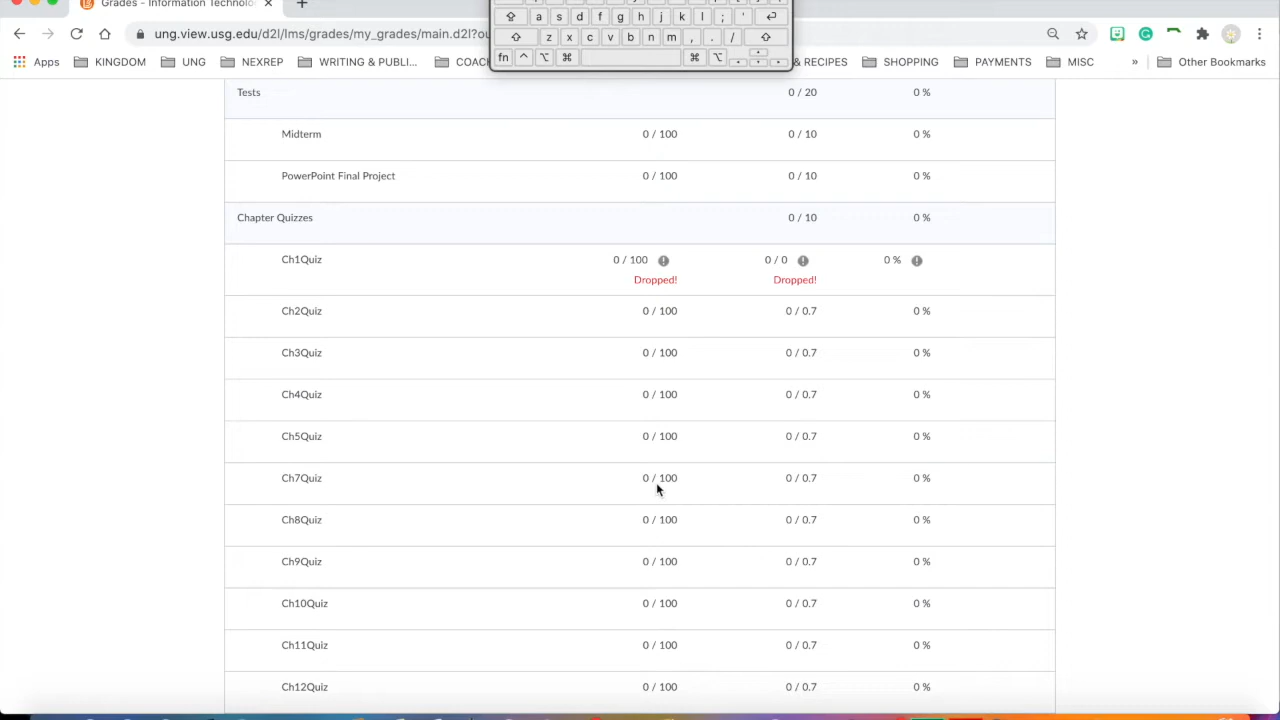 Grades - Information Technolo × +
ung.view.usg.edu/d2l/lms/grades/my_grades/main.d2l?ou
a s d f g h j k l ; '
z x c v b n m , . /
fn ^ ⌥ ⌘ ⌘ ⌥
Apps KINGDOM UNG NEXREP WRITING & PUBLI... COAC & RECIPES SHOPPING PAYMENTS MISC » Other Bookmarks
Tests 0 / 20 0 %
Midterm 0 / 100 0 / 10 0 %
PowerPoint Final Project 0 / 100 0 / 10 0 %
Chapter Quizzes 0 / 10 0 %
Ch1Quiz 0 / 100 0 / 0 0 %
Dropped! Dropped!
Ch2Quiz 0 / 100 0 / 0.7 0 %
Ch3Quiz 0 / 100 0 / 0.7 0 %
Ch4Quiz 0 / 100 0 / 0.7 0 %
Ch5Quiz 0 / 100 0 / 0.7 0 %
Ch7Quiz 0 / 100 0 / 0.7 0 %
Ch8Quiz 0 / 100 0 / 0.7 0 %
Ch9Quiz 0 / 100 0 / 0.7 0 %
Ch10Quiz 0 / 100 0 / 0.7 0 %
Ch11Quiz 0 / 100 0 / 0.7 0 %
Ch12Quiz 0 / 100 0 / 0.7 0 %